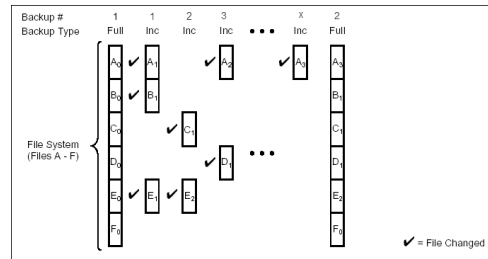 Backup # 1 1 2 3 x 2
Backup Type Full Inc Inc Inc ••• Inc Full
A0 ✔ A1 ✔ A2 ✔ A3 A3
B0 ✔ B1 B1
C0 ✔ C1 C1
File System
(Files A - F)
D0 ✔ D1 ••• D1
E0 ✔ E1 ✔ E2 E2
F0 F0
✔ = File Changed